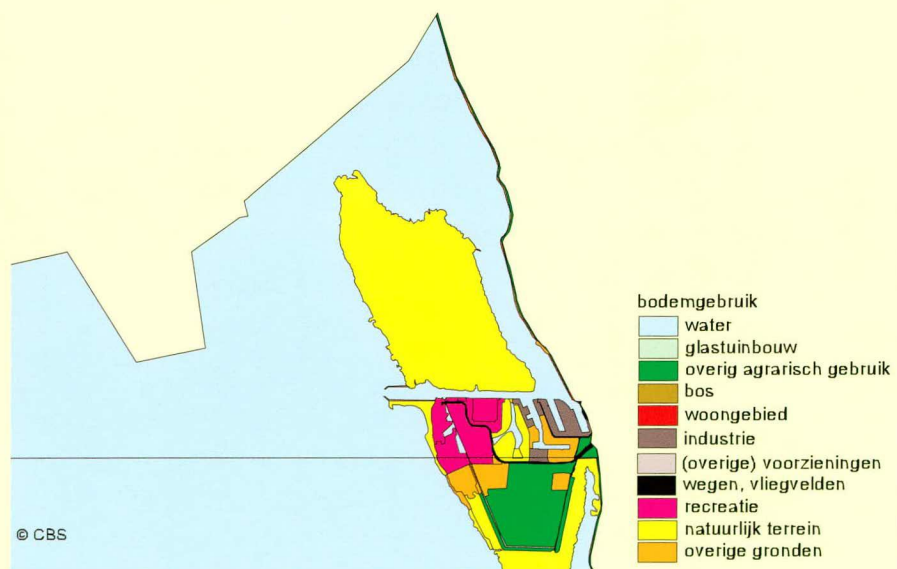 bodemgebruik
water
glastuinbouw
overig agrarisch gebruik
bos
woongebied
industrie
(overige) voorzieningen
wegen, vliegvelden
recreatie
natuurlijk terrein
overige gronden
© CBS